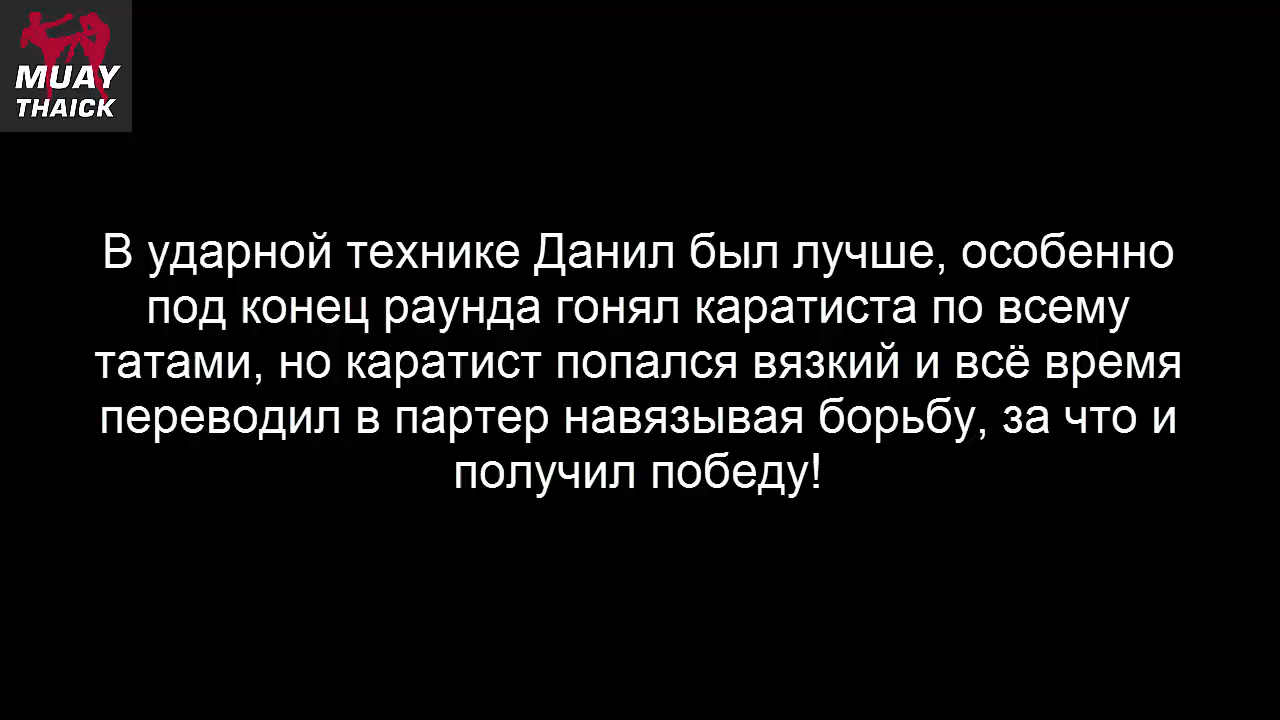 MUAY
THAICK
В ударной технике Данил был лучше, особенно
под конец раунда гонял каратиста по всему
татами, но каратист попался вязкий и всё время
переводил в партер навязывая борьбу, за что и
получил победу!